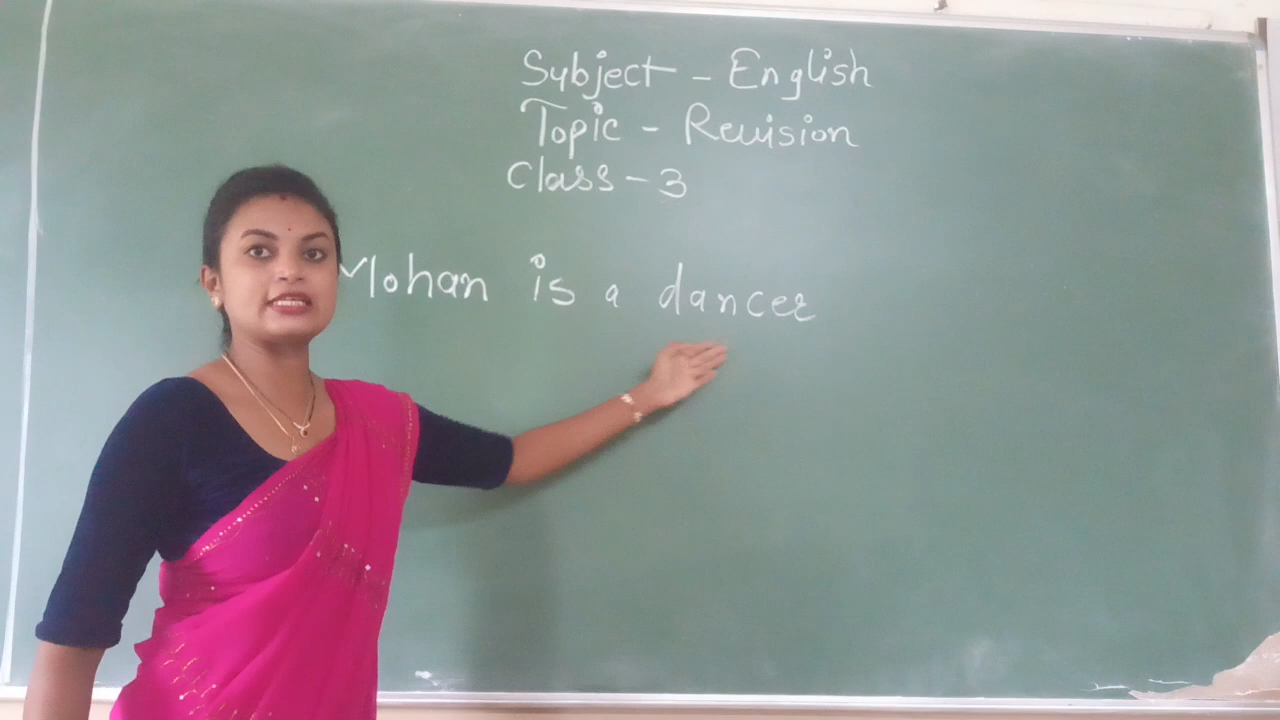 Subject - English
Topic - Revision
Class - 3
Mohan is a dancer